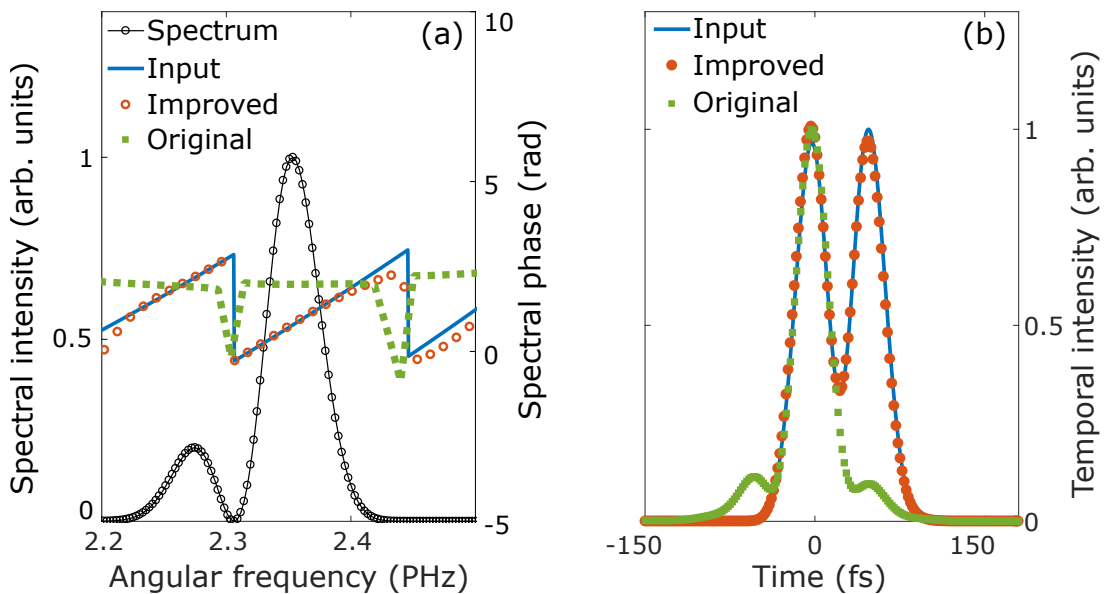 (a)
Spectrum
Input
Improved
Original
Spectral intensity (arb. units)
1
0.5
0
10
5
0
-5
Spectral phase (rad)
2.2
2.3
2.4
Angular frequency (PHz)
(b)
Input
Improved
Original
1
0.5
0
Temporal intensity (arb. units)
-150
0
150
Time (fs)